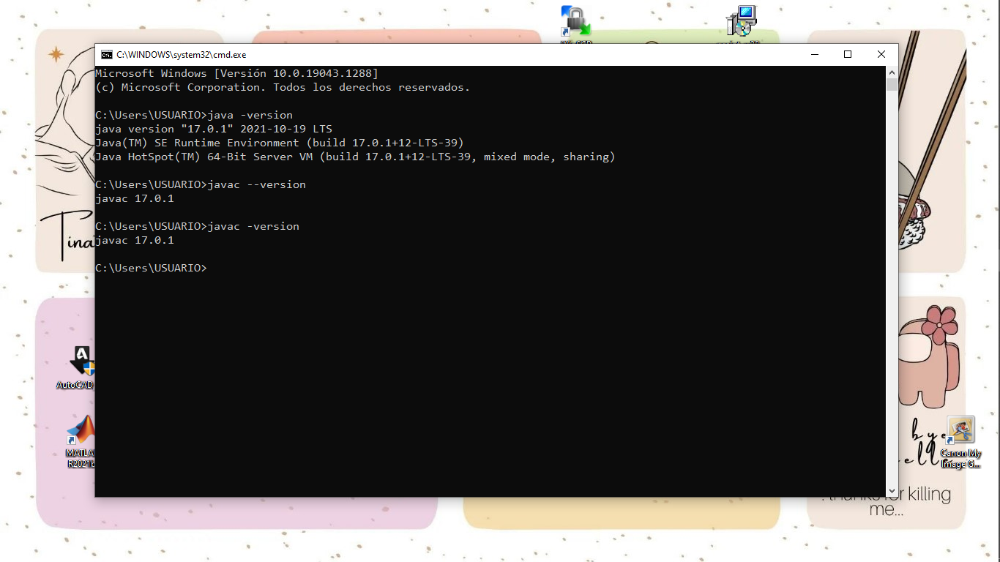 C:\WINDOWS\system32\cmd.exe
Microsoft Windows [Versión 10.0.19043.1288]
(c) Microsoft Corporation. Todos los derechos reservados.
C:\Users\USUARIO>java -version
java version "17.0.1" 2021-10-19 LTS
Java(TM) SE Runtime Environment (build 17.0.1+12-LTS-39)
Java HotSpot(TM) 64-Bit Server VM (build 17.0.1+12-LTS-39, mixed mode, sharing)
C:\Users\USUARIO>javac --version
javac 17.0.1
C:\Users\USUARIO>javac -version
javac 17.0.1
C:\Users\USUARIO>
Tina
AutoCAD
MATLA
R2021b
Canon My
Image G...
bye
elle
killing
me...